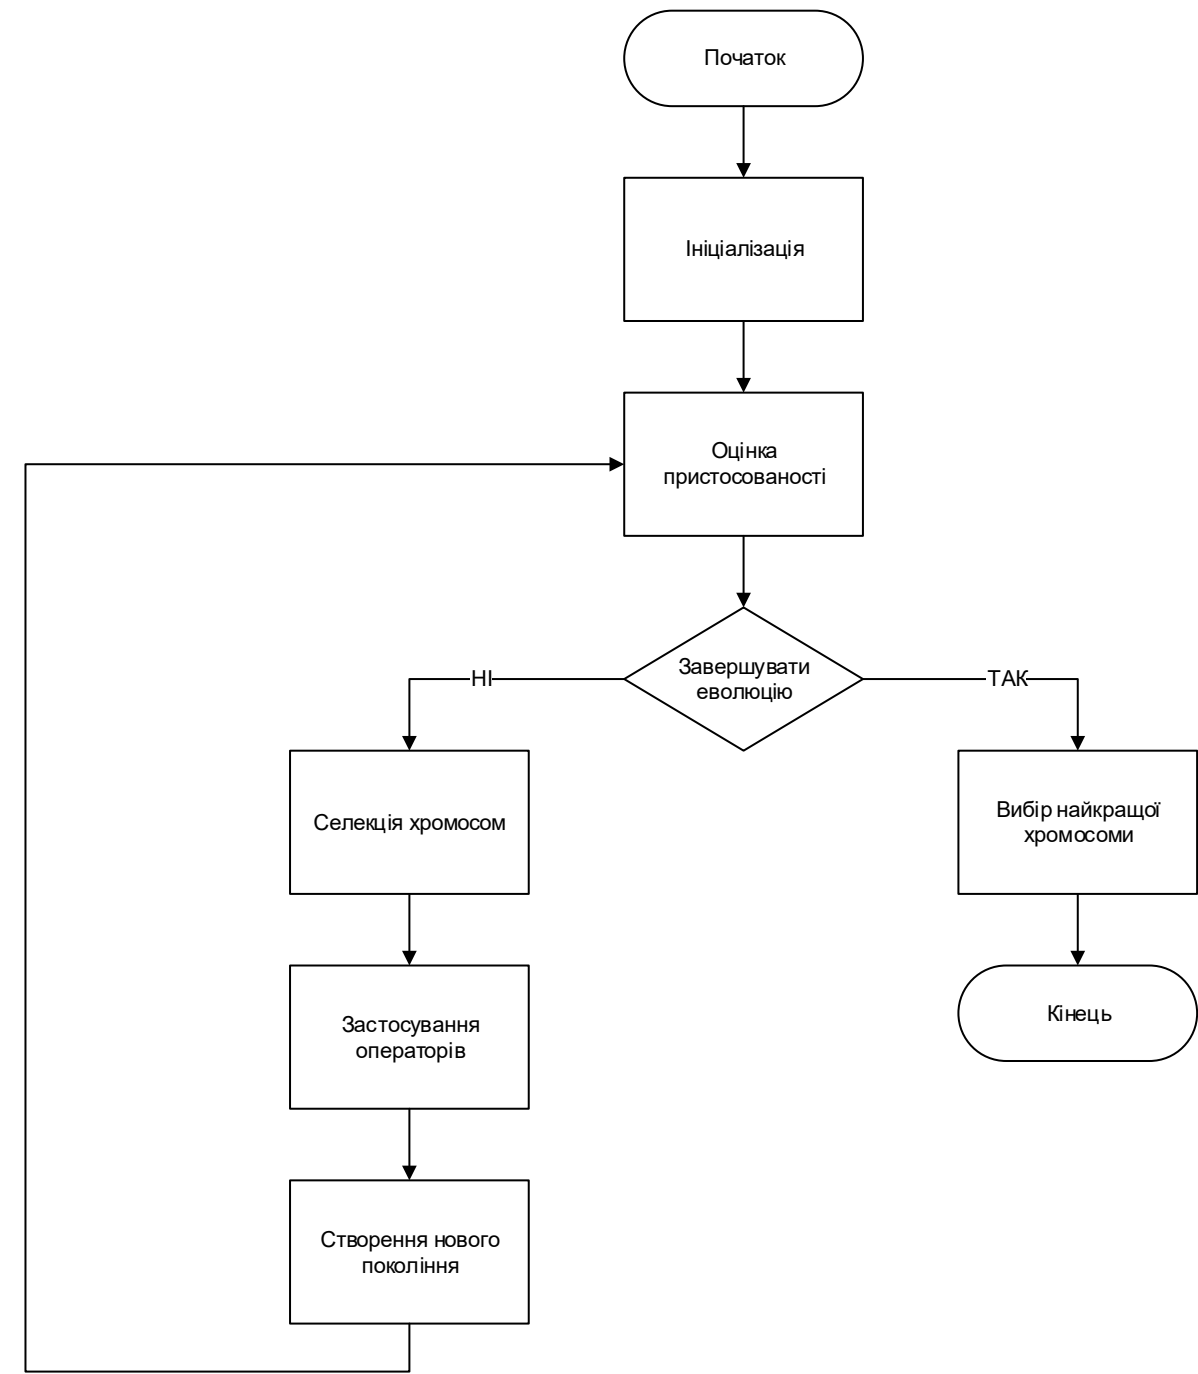 Початок
Ініціалізація
Оцінка
пристосованості
Завершувати
еволюцію
НІ
ТАК
Селекція хромосом
Вибір найкращої
хромосоми
Застосування
операторів
Кінець
Створення нового
покоління